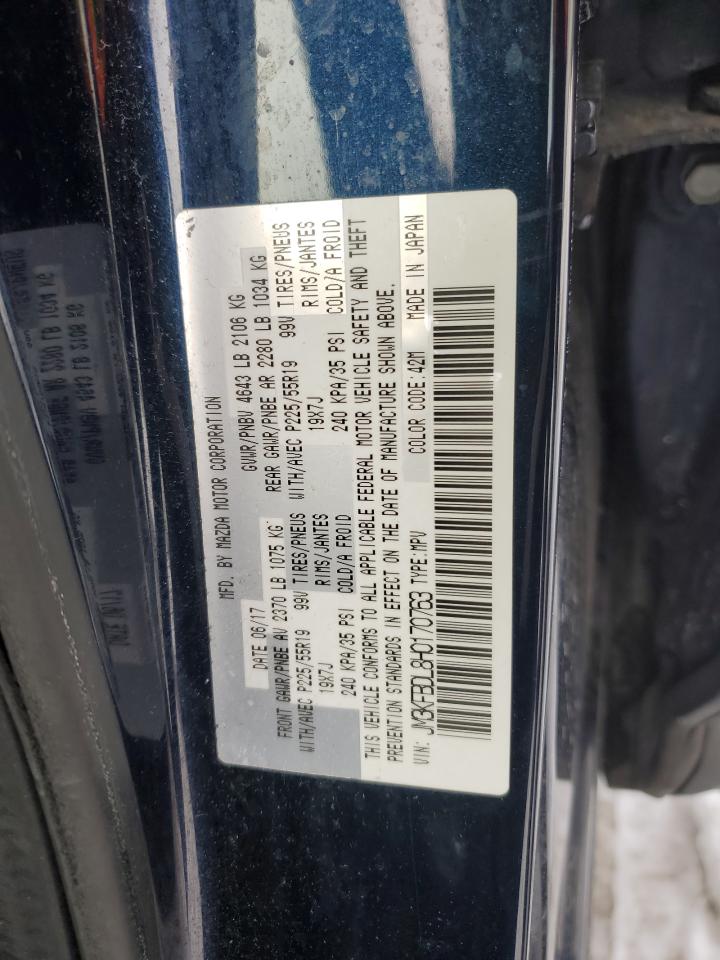 MFD. BY MAZDA MOTOR CORPORATION
DATE 06/17 GVWR/PNBV 4643 LB 2106 KG
FRONT GAWR/PNBE AV 2370 LB 1075 KG REAR GAWR/PNBE AR 2280 LB 1034 KG
WITH/AVEC P225/55R19 99V TIRES/PNEUS WITH/AVEC P225/55R19 99V TIRES/PNEUS
19X7J RIMS/JANTES 19X7J RIMS/JANTES
240 KPA/35 PSI COLD/A FROID 240 KPA/35 PSI COLD/A FROID
THIS VEHICLE CONFORMS TO ALL APPLICABLE FEDERAL MOTOR VEHICLE SAFETY AND THEFT
PREVENTION STANDARDS IN EFFECT ON THE DATE OF MANUFACTURE SHOWN ABOVE.
VIN: JM3KFBDL8H0170763 TYPE:MPV COLOR CODE:42M MADE IN JAPAN